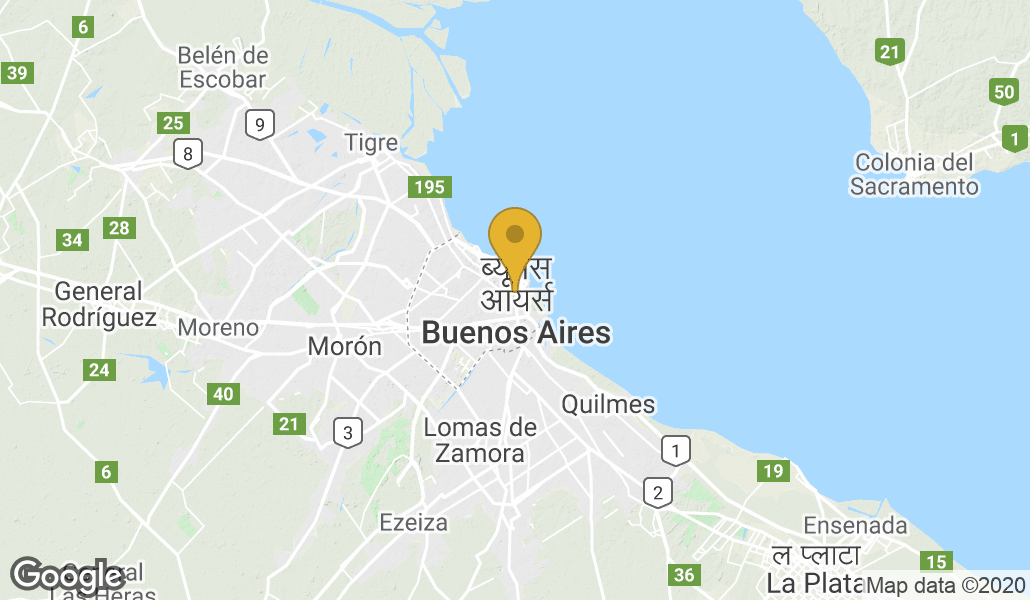 6
Belén de
Escobar
39
21
50
25
9
1
8
Tigre
Colonia del
Sacramento
195
28
34
आयर्स
Buenos Aires
General
Rodríguez
Moreno
Morón
24
40
Quilmes
21
3
Lomas de
Zamora
1
6
19
2
Ezeiza
Ensenada
ल प्लाटा
La Plata
15
36
Google
Las Heras
Map data ©2020